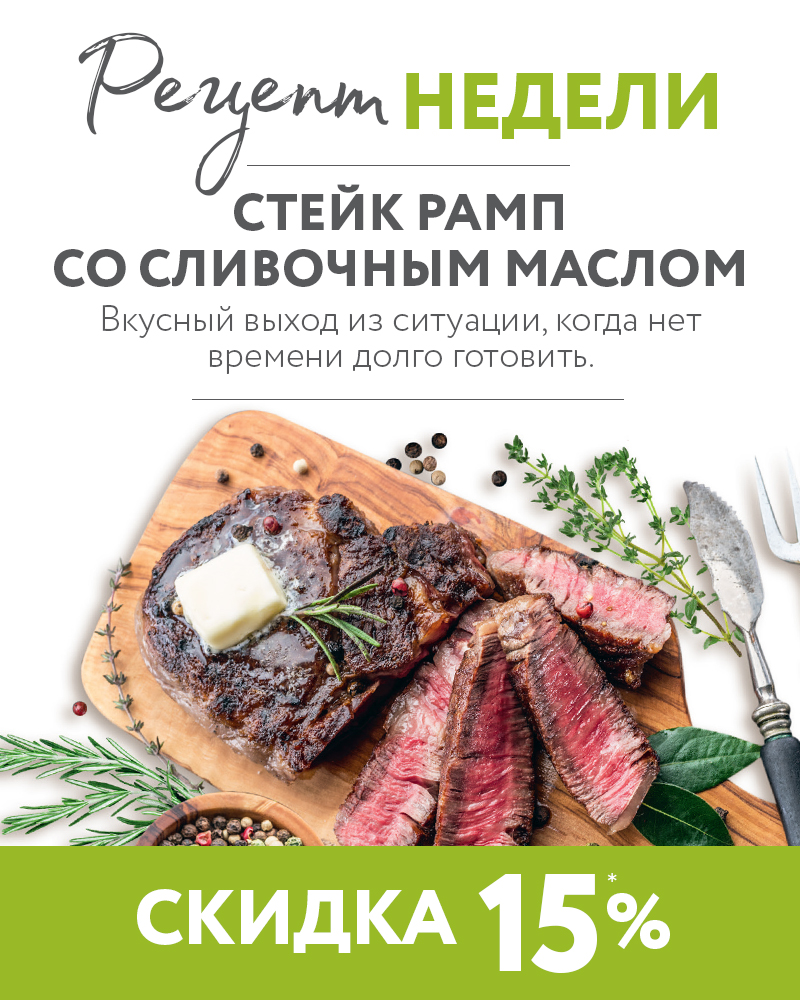 Рецепт НЕДЕЛИ
СТЕЙК РАМП
СО СЛИВОЧНЫМ МАСЛОМ
Вкусный выход из ситуации, когда нет
времени долго готовить.
СКИДКА 15*%